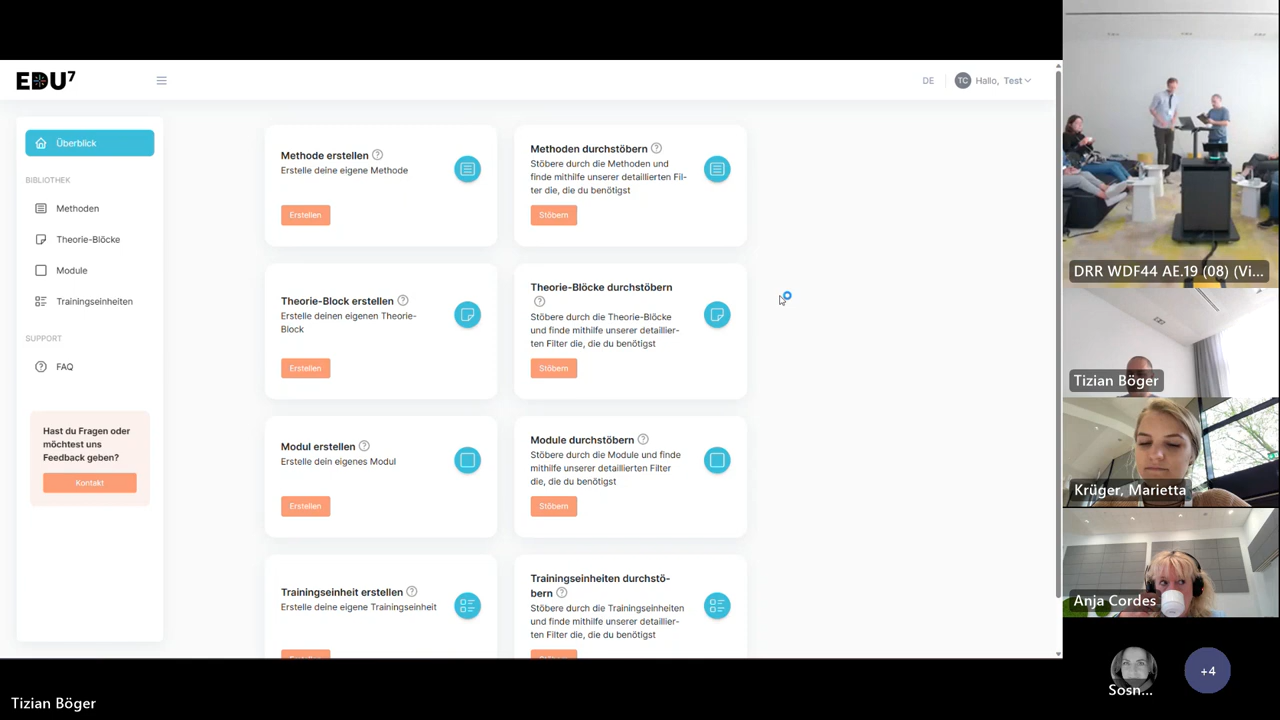 EDU7
DE
TC
Hallo, Test
Überblick
BIBLIOTHEK
Methoden
Theorie-Blöcke
Module
Trainingseinheiten
SUPPORT
FAQ
Hast du Fragen oder
möchtest uns
Feedback geben?
Kontakt
Methode erstellen
Erstelle deine eigene Methode
Erstellen
Methoden durchstöbern
Stöbere durch die Methoden und
finde mithilfe unserer detaillierten Fil-
ter die, die du benötigst
Stöbern
Theorie-Block erstellen
Erstelle deinen eigenen Theorie-
Block
Erstellen
Theorie-Blöcke durchstöbern
Stöbere durch die Theorie-Blöcke
und finde mithilfe unserer detaillier-
ten Filter die, die du benötigst
Stöbern
Modul erstellen
Erstelle dein eigenes Modul
Erstellen
Module durchstöbern
Stöbere durch die Module und finde
mithilfe unserer detaillierten Filter
die, die du benötigst
Stöbern
Trainingseinheit erstellen
Erstelle deine eigene Trainingseinheit
Trainingseinheiten durchstö-
bern
Stöbere durch die Trainingseinheiten
und finde mithilfe unserer detaillier-
ten Filter die, die du benötigst
DRR WDF44 AE.19 (08) (Vi...
Tizian Böger
Krüger, Marietta
Anja Cordes
Sosn...
+4
Tizian Böger